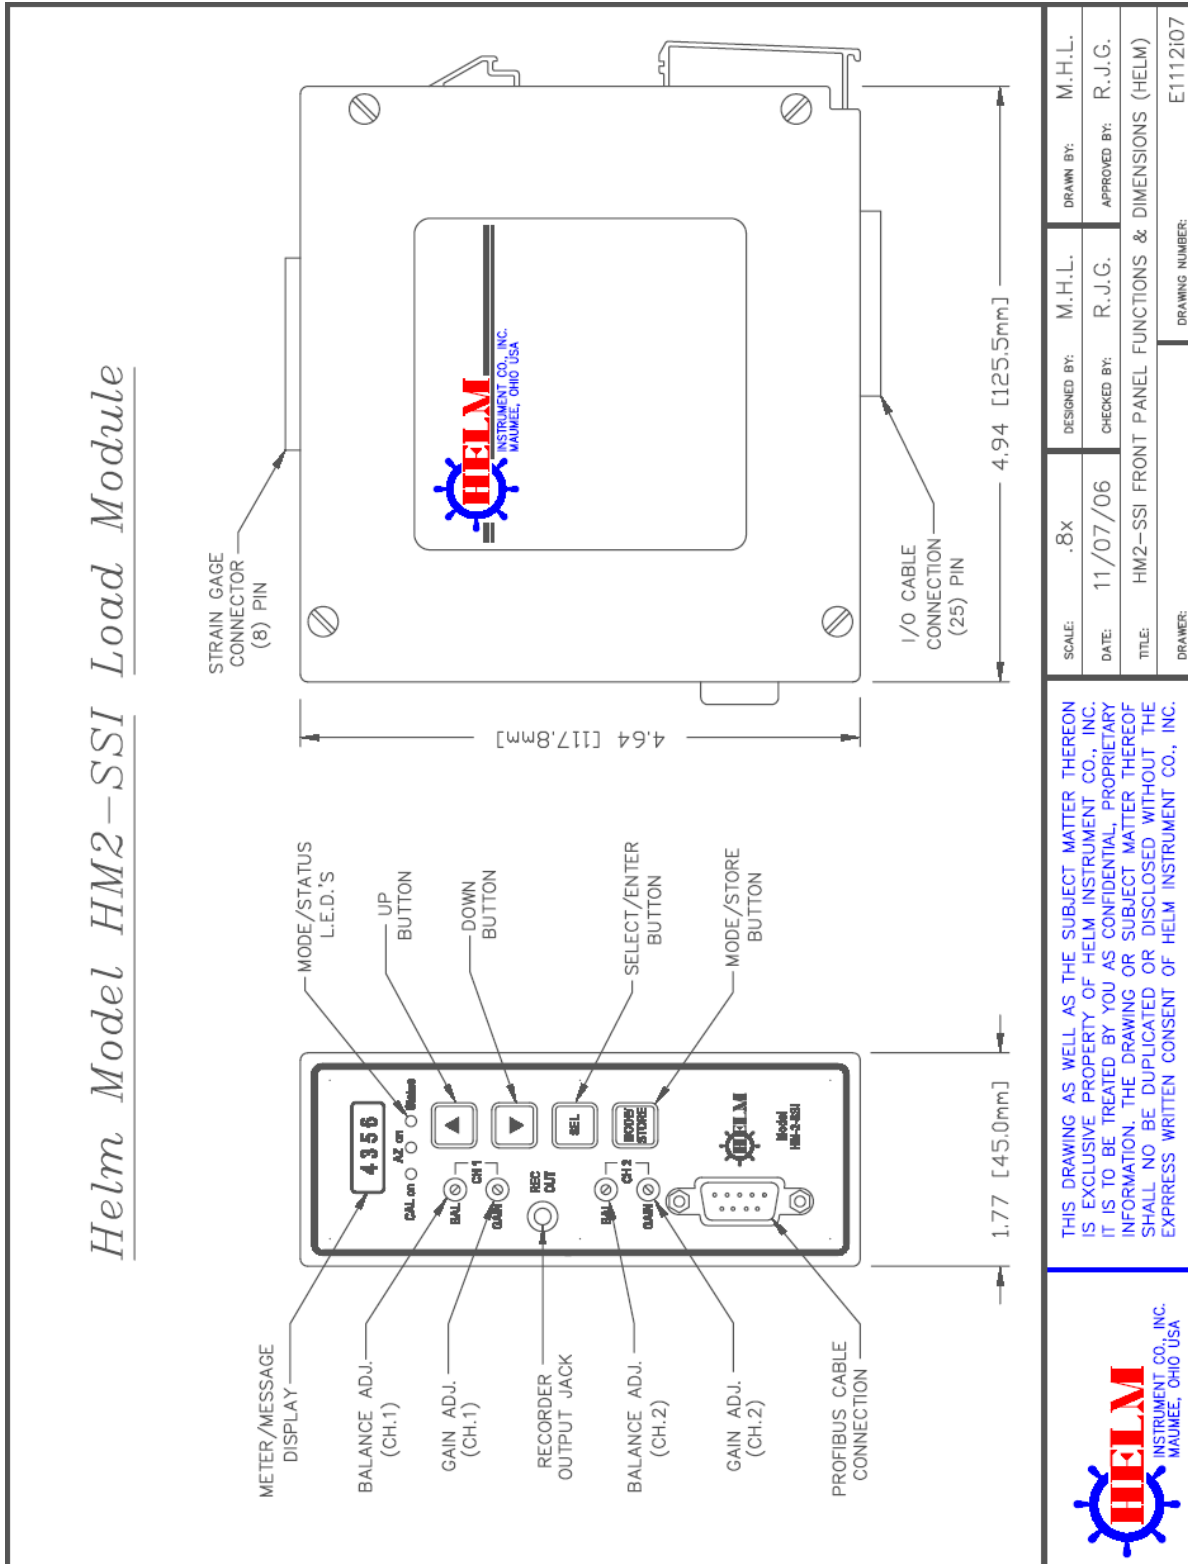 Helm Model HM2-SSI Load Module
METER/MESSAGE
DISPLAY
BALANCE ADJ.
(CH.1)
GAIN ADJ.
(CH.1)
RECORDER
OUTPUT JACK
BALANCE ADJ.
(CH.2)
GAIN ADJ.
(CH.2)
PROFIBUS CABLE
CONNECTION
4356
CAL on
AZ on
Status
BAL
CH 1
GAIN
REC
OUT
BAL
CH 2
GAIN
SEL
MODE/
STORE
HELM
Model
HM-2-SSI
MODE/STATUS
L.E.D.'S
UP
BUTTON
DOWN
BUTTON
SELECT/ENTER
BUTTON
MODE/STORE
BUTTON
1.77 [45.0mm]
STRAIN GAGE
CONNECTOR
(8) PIN
HELM
INSTRUMENT CO., INC.
MAUMEE, OHIO USA
4.64 [117.8mm]
I/O CABLE
CONNECTION
(25) PIN
4.94 [125.5mm]
HELM
INSTRUMENT CO., INC.
MAUMEE, OHIO USA
THIS DRAWING AS WELL AS THE SUBJECT MATTER THEREON
IS EXCLUSIVE PROPERTY OF HELM INSTRUMENT CO., INC.
IT IS TO BE TREATED BY YOU AS CONFIDENTIAL, PROPRIETARY
INFORMATION. THE DRAWING OR SUBJECT MATTER THEREOF
SHALL NO BE DUPLICATED OR DISCLOSED WITHOUT THE
EXPRRESS WRITTEN CONSENT OF HELM INSTRUMENT CO., INC.
SCALE: .8x DESIGNED BY: M.H.L. DRAWN BY: M.H.L.
DATE: 11/07/06 CHECKED BY: R.J.G. APPROVED BY: R.J.G.
TITLE: HM2-SSI FRONT PANEL FUNCTIONS & DIMENSIONS (HELM)
DRAWER: DRAWING NUMBER: E1112i07